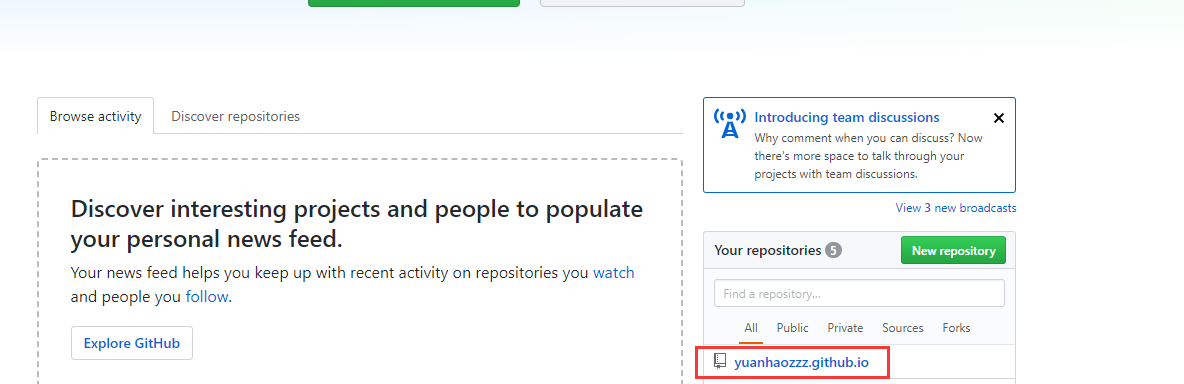 Browse activity
Discover repositories
Discover interesting projects and people to populate
your personal news feed.
Your news feed helps you keep up with recent activity on repositories you watch
and people you follow.
Explore GitHub
Introducing team discussions
Why comment when you can discuss? Now
there's more space to talk through your
projects with team discussions.
View 3 new broadcasts
Your repositories 5
New repository
Find a repository...
All Public Private Sources Forks
yuanhaozzz.github.io